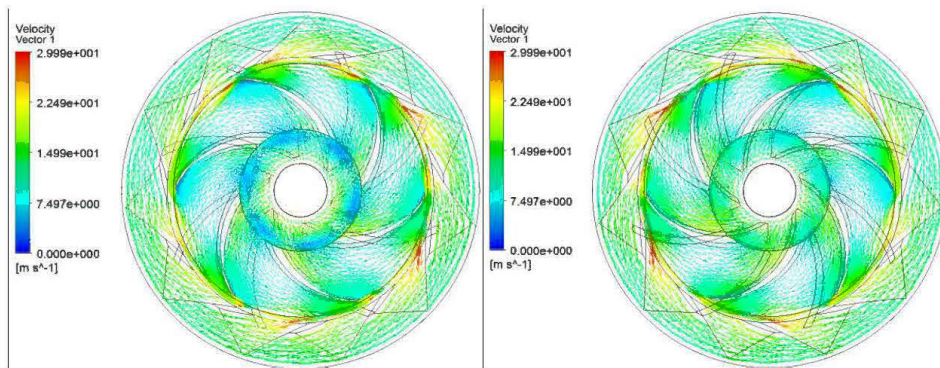 Velocity
Vector 1
2.999e+001
2.249e+001
1.499e+001
7.497e+000
0.000e+000
[m s^-1]
Velocity
Vector 1
2.999e+001
2.249e+001
1.499e+001
7.497e+000
0.000e+000
[m s^-1]